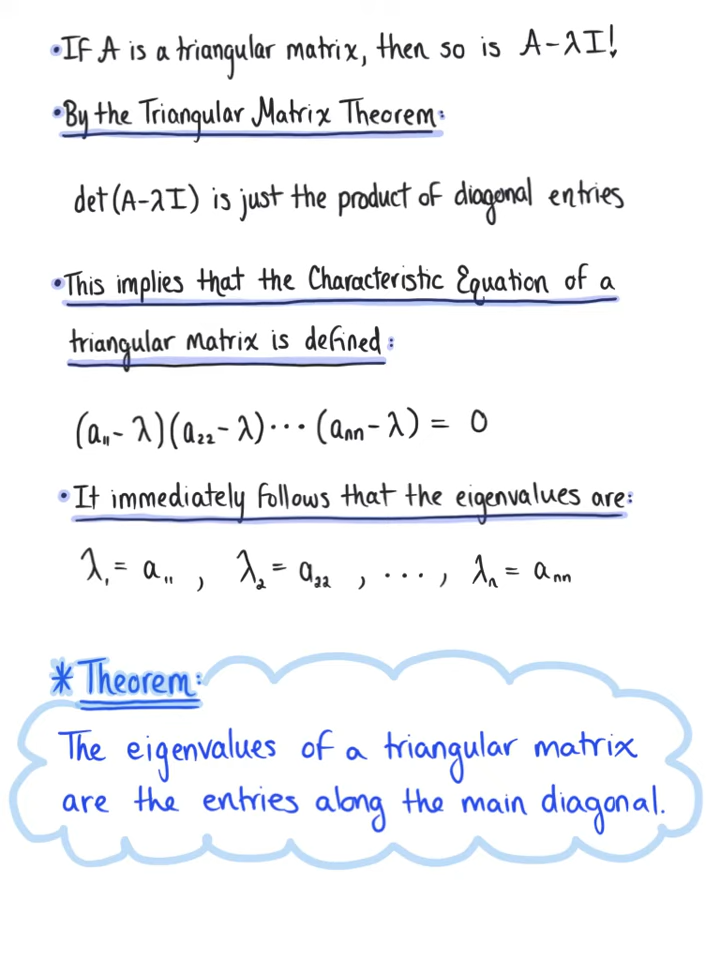 •If A is a triangular matrix, then so is A-λI!
•By the Triangular Matrix Theorem:
det(A-λI) is just the product of diagonal entries
•This implies that the Characteristic Equation of a
triangular matrix is defined:
(a₁₁-λ)(a₂₂-λ)···(aₙₙ-λ) = 0
•It immediately follows that the eigenvalues are:
λ₁ = a₁₁ , λ₂ = a₂₂ , ..., λₙ = aₙₙ
*Theorem:
The eigenvalues of a triangular matrix
are the entries along the main diagonal.